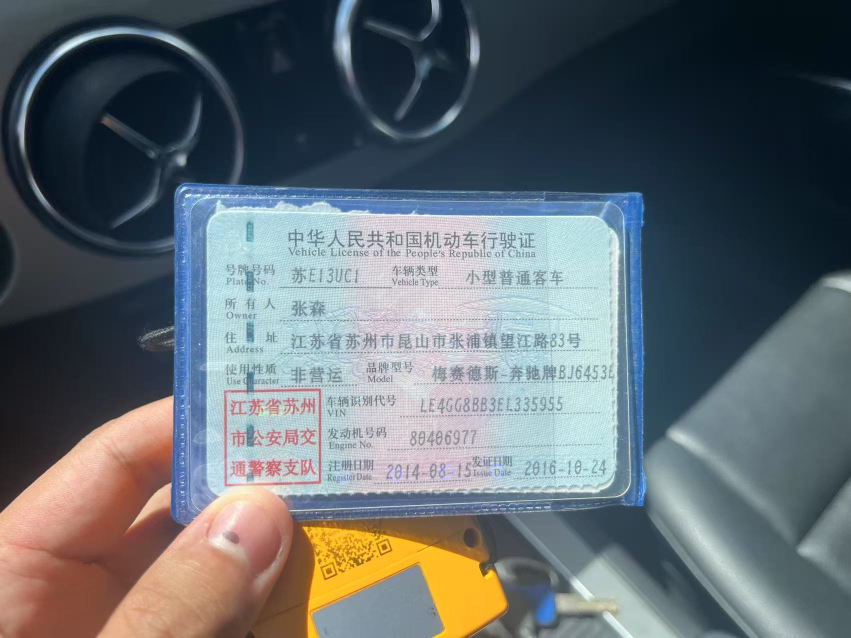 中华人民共和国机动车行驶证
Vehicle License of the People's Republic of China
号牌号码 苏E13UC1 车辆类型 小型普通客车
Plate No. Vehicle Type
所有人 张森
Owner
住址 江苏省苏州市昆山市张浦镇望江路83号
Address
使用性质 非营运 品牌型号 梅赛德斯-奔驰牌BJ6453
Use Character Model
江苏省苏州 车辆识别代号 LE4GG8BB3EL335955
VIN
市公安局交 发动机号码 80406977
Engine No.
通警察支队 注册日期 2014-08-15 发证日期 2016-10-24
Register Date Issue Date